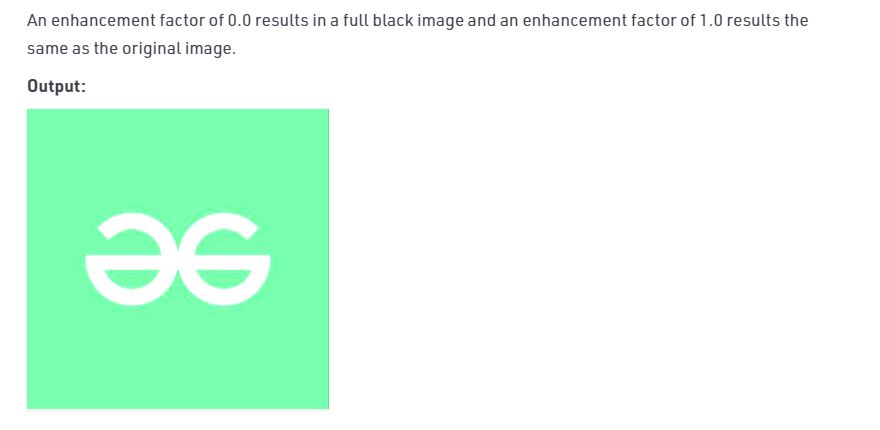 An enhancement factor of 0.0 results in a full black image and an enhancement factor of 1.0 results the
same as the original image.
Output: